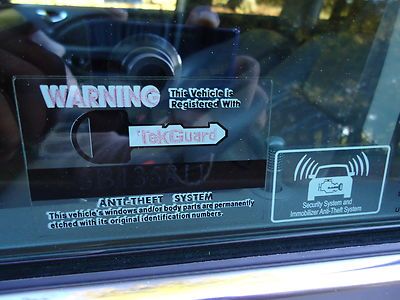 WARNING
This Vehicle is
Registered With
TekGuard
ANTI-THEFT SYSTEM
This vehicle's windows and/or body parts are permanently
etched with its original identification numbers.
Security System and
Immobilizer Anti-Theft System